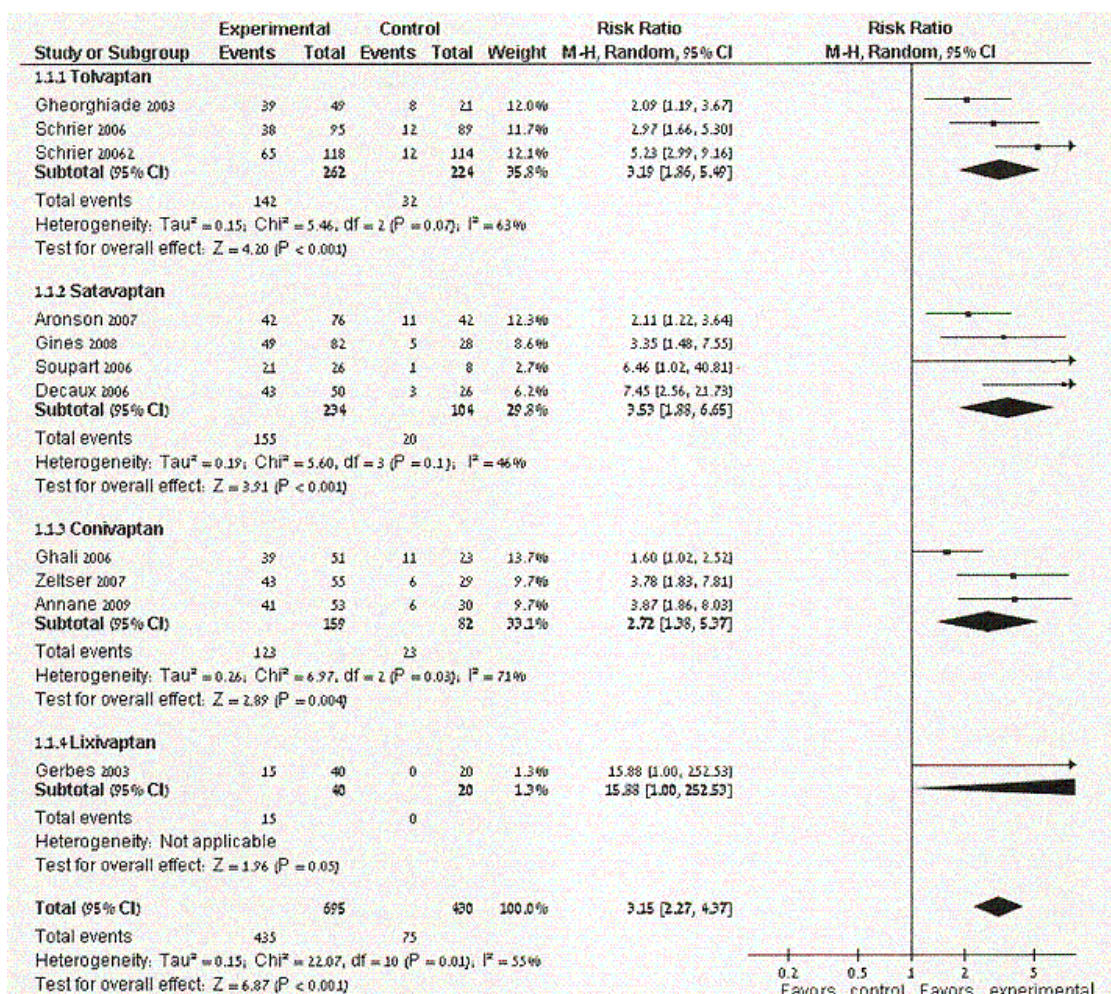 Experimental Control Risk Ratio Risk Ratio
Study or Subgroup Events Total Events Total Weight M-H, Random, 95% CI M-H, Random, 95% CI
1.1.1 Tolvaptan
Gheorghiade 2003 39 49 8 21 12.0% 2.09 [1.19, 3.67]
Schrier 2006 38 95 12 89 11.7% 2.97 [1.66, 5.30]
Schrier 20062 65 118 12 114 12.1% 5.23 [2.99, 9.16]
Subtotal (95% CI) 262 224 35.8% 3.19 [1.86, 5.49]
Total events 142 32
Heterogeneity: Tau² = 0.15; Chi² = 5.46, df = 2 (P = 0.07); I² = 63%
Test for overall effect: Z = 4.20 (P < 0.001)
1.1.2 Satavaptan
Aronson 2007 42 76 11 42 12.3% 2.11 [1.22, 3.64]
Gines 2008 49 82 5 28 8.6% 3.35 [1.48, 7.55]
Soupart 2006 21 26 1 8 2.7% 6.46 [1.02, 40.81]
Decaux 2006 43 50 3 26 6.2% 7.45 [2.56, 21.73]
Subtotal (95% CI) 234 104 29.8% 3.53 [1.88, 6.65]
Total events 155 20
Heterogeneity: Tau² = 0.19; Chi² = 5.60, df = 3 (P = 0.1); I² = 46%
Test for overall effect: Z = 3.91 (P < 0.001)
1.1.3 Conivaptan
Ghali 2006 39 51 11 23 13.7% 1.60 [1.02, 2.52]
Zeltser 2007 43 55 6 29 9.7% 3.78 [1.83, 7.81]
Annane 2009 41 53 6 30 9.7% 3.87 [1.86, 8.03]
Subtotal (95% CI) 159 82 33.1% 2.72 [1.38, 5.37]
Total events 123 23
Heterogeneity: Tau² = 0.26; Chi² = 6.97, df = 2 (P = 0.03); I² = 71%
Test for overall effect: Z = 2.89 (P = 0.004)
1.1.4 Lixivaptan
Gerbes 2003 15 40 0 20 1.3% 15.88 [1.00, 252.53]
Subtotal (95% CI) 40 20 1.3% 15.88 [1.00, 252.53]
Total events 15 0
Heterogeneity: Not applicable
Test for overall effect: Z = 1.96 (P = 0.05)
Total (95% CI) 695 430 100.0% 3.15 [2.27, 4.37]
Total events 435 75
Heterogeneity: Tau² = 0.15; Chi² = 22.07, df = 10 (P = 0.01); I² = 55%
Test for overall effect: Z = 6.87 (P < 0.001)
0.2 0.5 1 2 5
Favors control Favors experimental